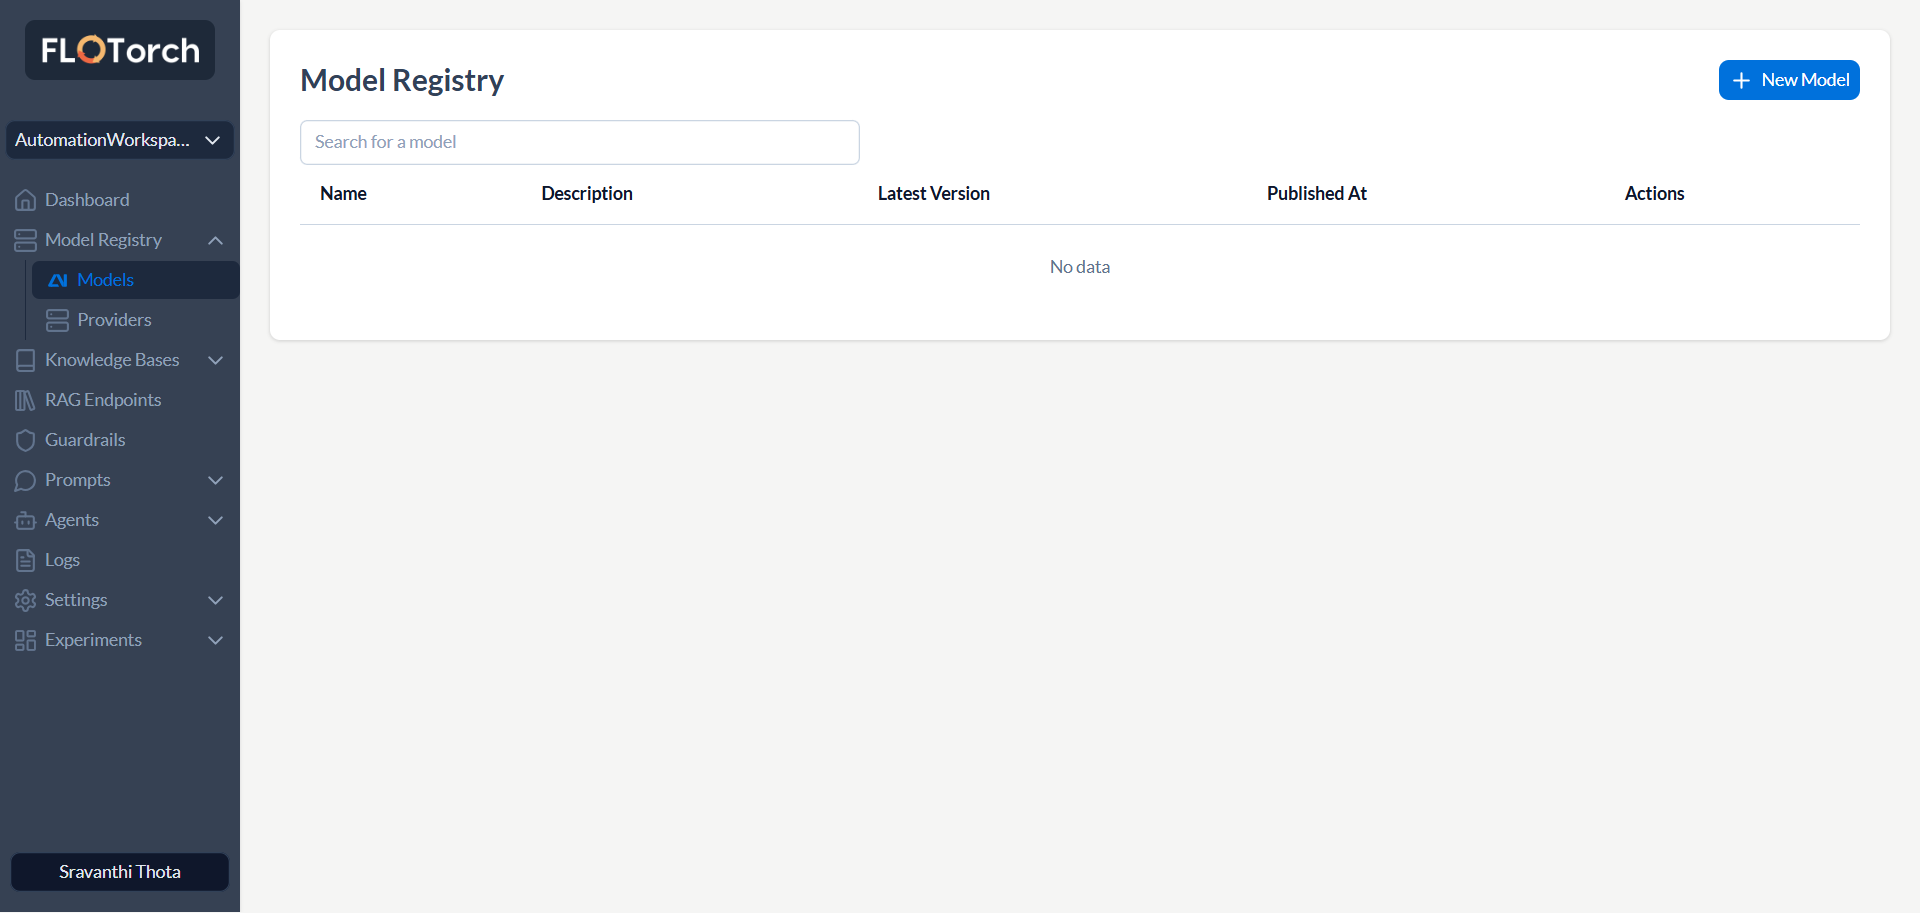 FLOTorch
AutomationWorkspa...
Dashboard
Model Registry
Models
Providers
Knowledge Bases
RAG Endpoints
Guardrails
Prompts
Agents
Logs
Settings
Experiments
Sravanthi Thota
Model Registry
New Model
Search for a model
Name Description Latest Version Published At Actions
No data